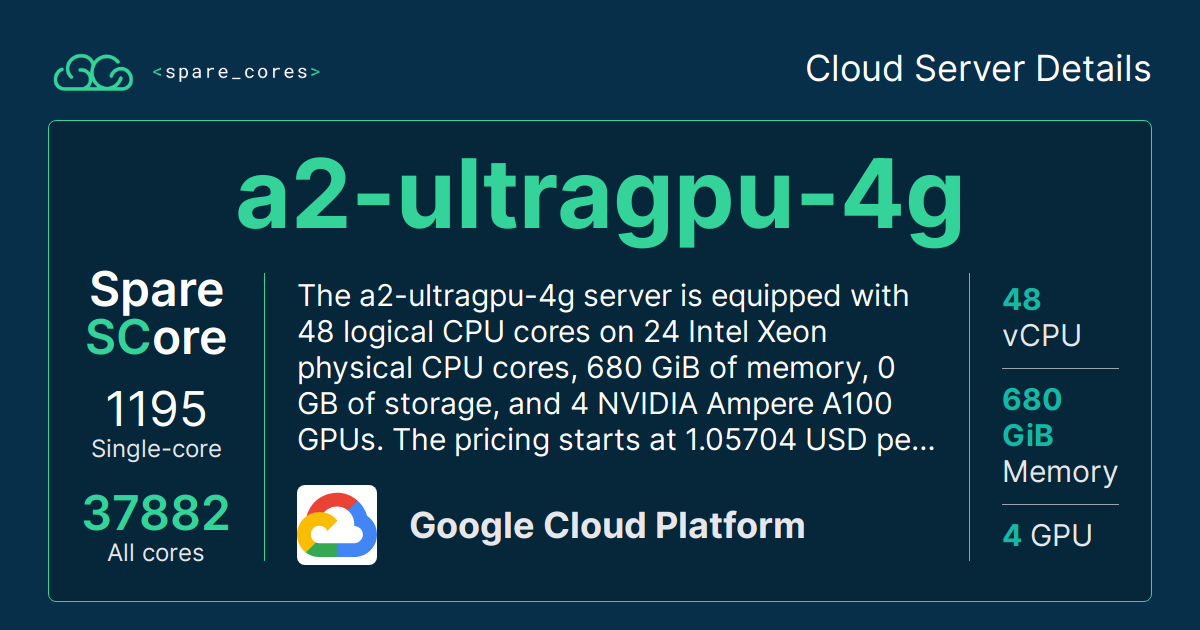 <spare_cores>
Cloud Server Details
a2-ultragpu-4g
Spare
SCore
1195
Single-core
37882
All cores
The a2-ultragpu-4g server is equipped with
48 logical CPU cores on 24 Intel Xeon
physical CPU cores, 680 GiB of memory, 0
GB of storage, and 4 NVIDIA Ampere A100
GPUs. The pricing starts at 1.05704 USD pe...
Google Cloud Platform
48
vCPU
680
GiB
Memory
4 GPU